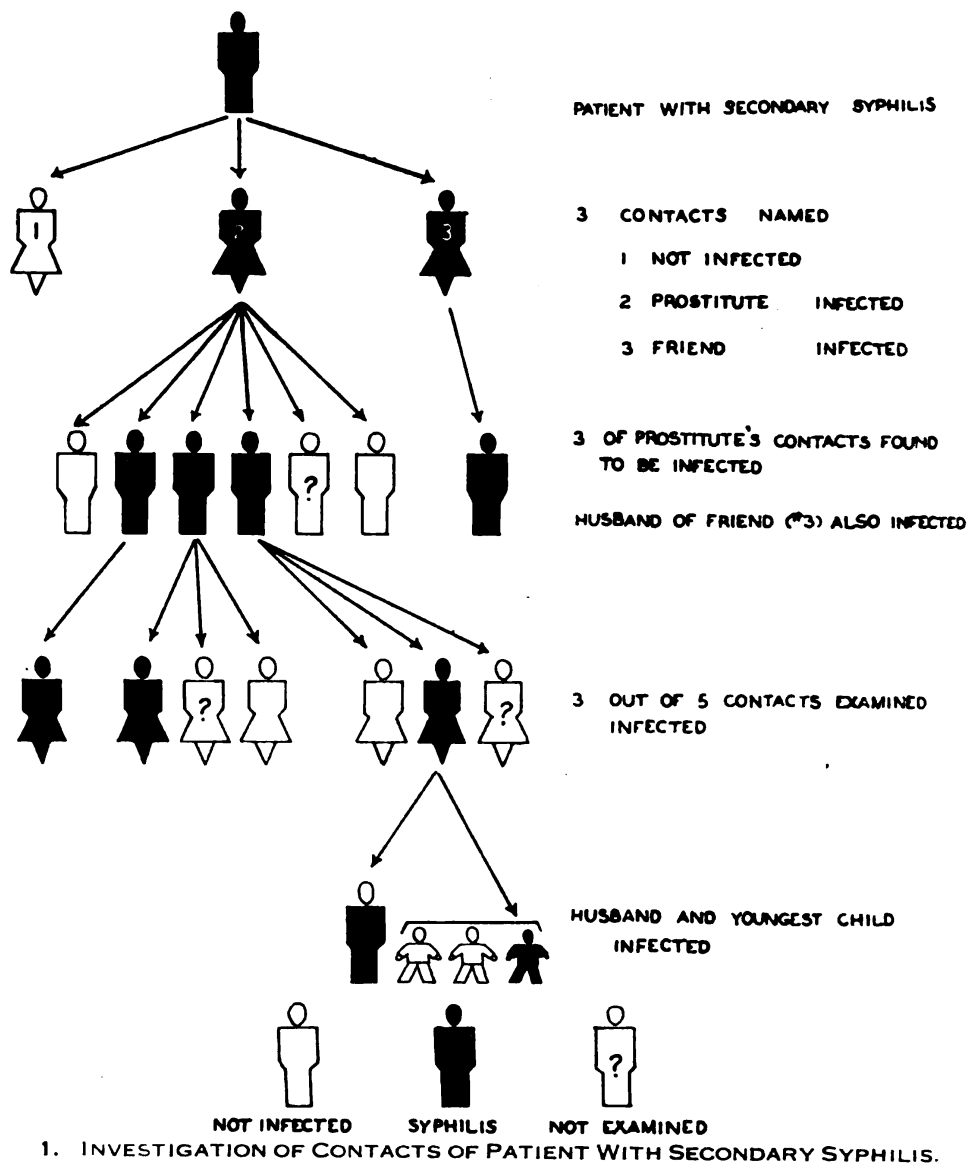 PATIENT WITH SECONDARY SYPHILIS
1
2
3
3 CONTACTS NAMED
1 NOT INFECTED
2 PROSTITUTE INFECTED
3 FRIEND INFECTED
?
3 OF PROSTITUTE'S CONTACTS FOUND
TO BE INFECTED
HUSBAND OF FRIEND (#3) ALSO INFECTED
?
?
3 OUT OF 5 CONTACTS EXAMINED
INFECTED
HUSBAND AND YOUNGEST CHILD
INFECTED
?
NOT INFECTED SYPHILIS NOT EXAMINED
1. INVESTIGATION OF CONTACTS OF PATIENT WITH SECONDARY SYPHILIS.